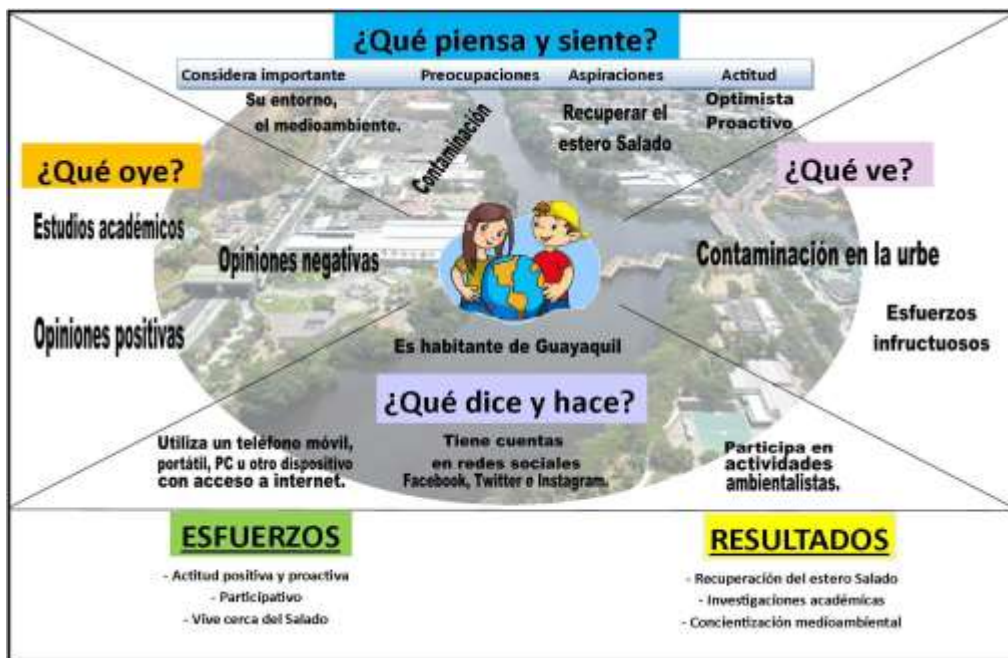 ¿Qué piensa y siente?
Considera importante Preocupaciones Aspiraciones Actitud
Su entorno,
el medioambiente.
Contaminación
Recuperar el
estero Salado
Optimista
Proactivo
¿Qué oye?
Estudios académicos
Opiniones negativas
Opiniones positivas
¿Qué ve?
Contaminación en la urbe
Esfuerzos
infructuosos
Es habitante de Guayaquil
¿Qué dice y hace?
Utiliza un teléfono móvil,
portátil, PC u otro dispositivo
con acceso a internet.
Tiene cuentas
en redes sociales
Facebook, Twitter o Instagram.
Participa en
actividades
ambientalistas.
ESFUERZOS
- Actitud positiva y proactiva
- Participativo
- Vive cerca del Salado
RESULTADOS
- Recuperación del estero Salado
- Investigaciones académicas
- Concientización medioambiental